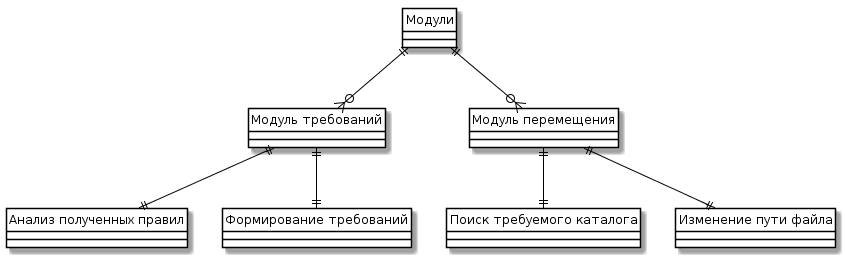 Модули
Модуль требований
Модуль перемещения
Анализ полученных правил
Формирование требований
Поиск требуемого каталога
Изменение пути файла